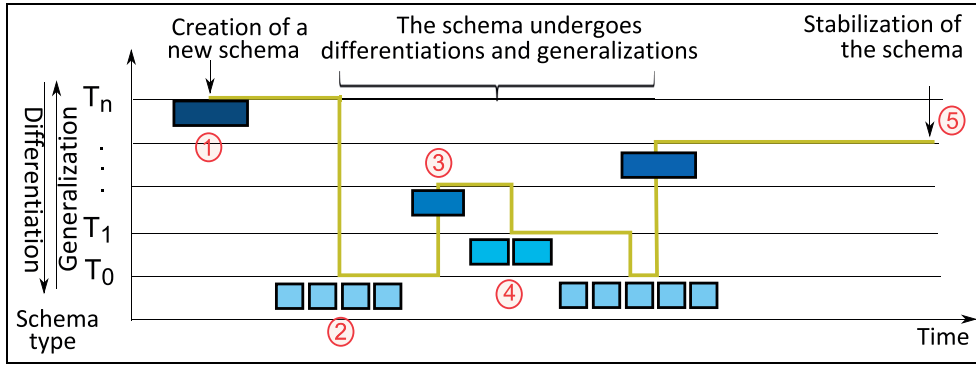 Creation of a
new schema
The schema undergoes
differentiations and generalizations
Stabilization of
the schema
Differentiation
Generalization
Tn
.
.
.
T1
T0
1
2
3
4
5
Schema
type
Time